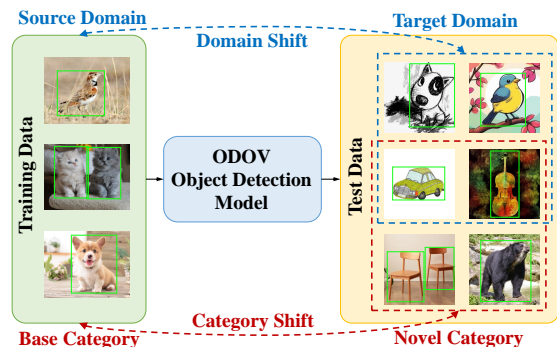 Source Domain
Target Domain
Domain Shift
Training Data
ODOV
Object Detection
Model
Test Data
Category Shift
Base Category
Novel Category